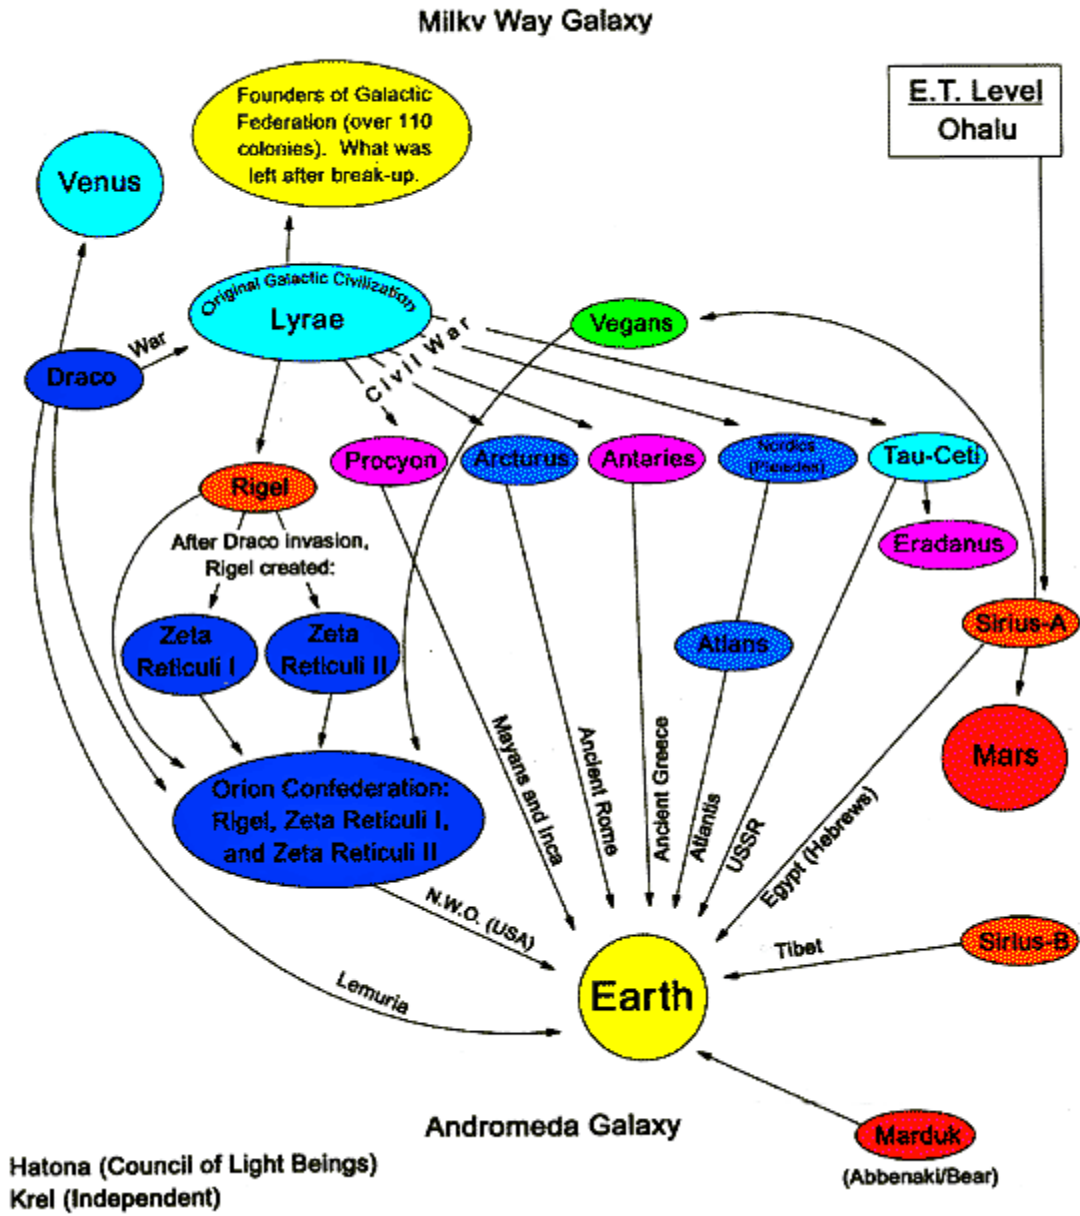 Milkv Way Galaxy
Founders of Galactic
Federation (over 110
colonies). What was
left after break-up.
E.T. Level
Ohalu
Venus
Original Galactic Civilization
Lyrae
War
Draco
Civil War
Vegans
Procyon
Arcturus
Antaries
Nordics
(Pleiades)
Tau-Ceti
Rigel
Eradanus
After Draco invasion,
Rigel created:
Zeta
Reticuli I
Zeta
Reticuli II
Atlans
Sirius-A
Mars
Orion Confederation:
Rigel, Zeta Reticuli I,
and Zeta Reticuli II
Mayans and Inca
Ancient Rome
Ancient Greece
Atlantis
USSR
Egypt (Hebrews)
N.W.O. (USA)
Tibet
Sirius-B
Lemuria
Earth
Andromeda Galaxy
Marduk
(Abbenaki/Bear)
Hatona (Council of Light Beings)
Krel (Independent)